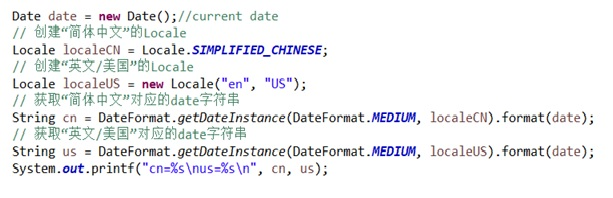 Date date = new Date();//current date
// 创建“简体中文”的Locale
Locale localeCN = Locale.SIMPLIFIED_CHINESE;
// 创建“英文/美国”的Locale
Locale localeUS = new Locale("en", "US");
// 获取“简体中文”对应的date字符串
String cn = DateFormat.getDateInstance(DateFormat.MEDIUM, localeCN).format(date);
// 获取“英文/美国”对应的date字符串
String us = DateFormat.getDateInstance(DateFormat.MEDIUM, localeUS).format(date);
System.out.printf("cn=%s\nus=%s\n", cn, us);